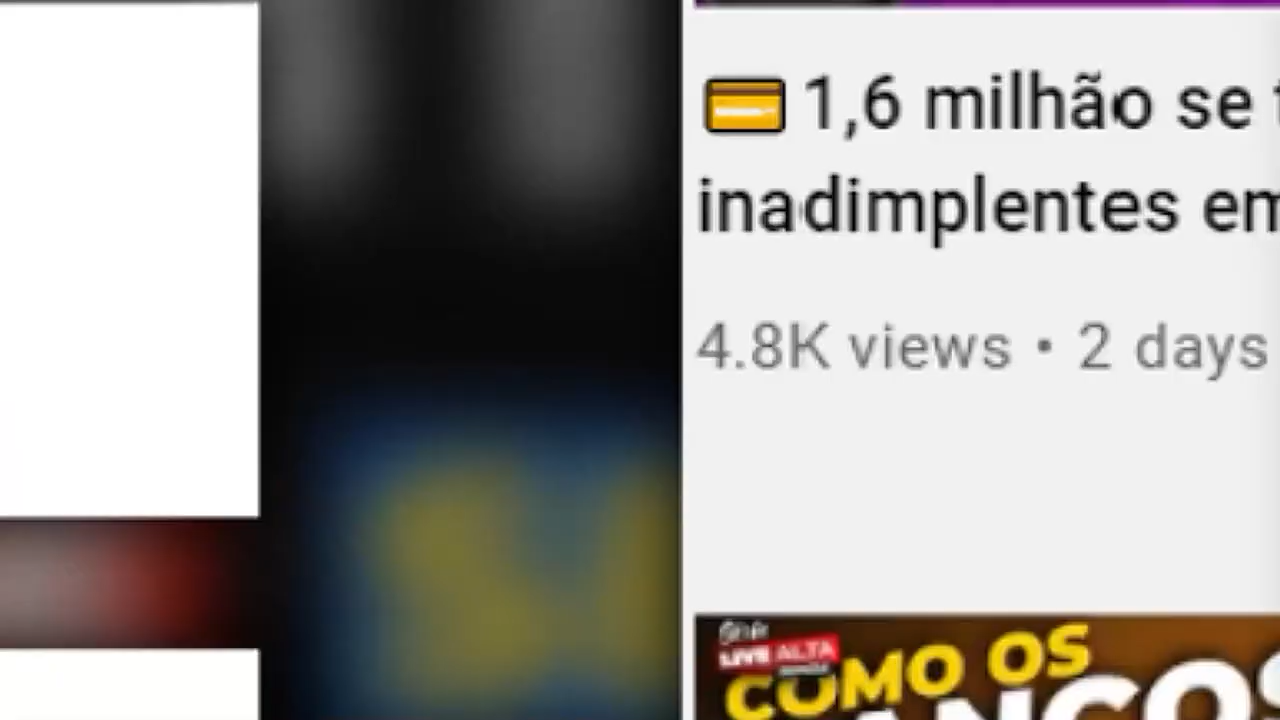 1,6 milhão se
inadimplentes em
4.8K views • 2 days
LIVE ALTA
COMO OS